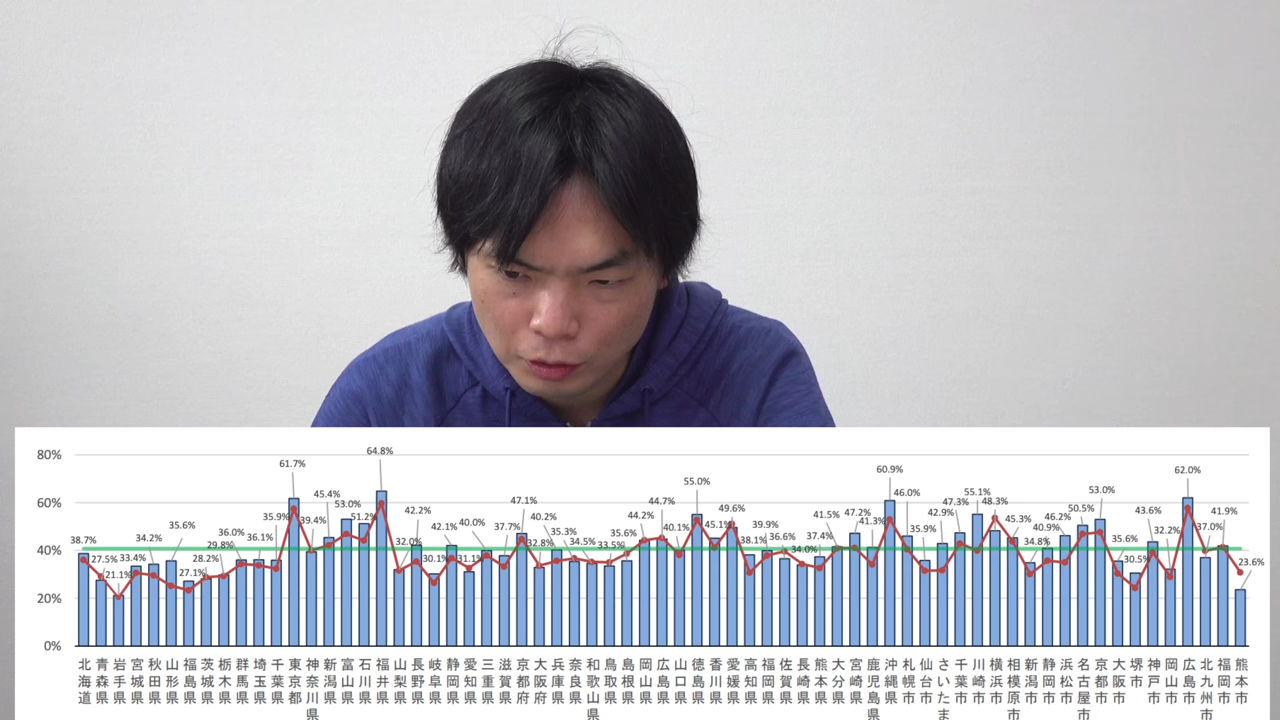 80%
60%
40%
20%
0%
38.7%
27.5%
21.1%
33.4%
34.2%
35.6%
27.1%
28.2%
29.8%
36.0%
36.1%
35.9%
61.7%
39.4%
45.4%
53.0%
51.2%
64.8%
32.0%
42.2%
30.1%
42.1%
31.1%
40.0%
37.7%
47.1%
32.8%
40.2%
35.3%
34.5%
33.5%
35.6%
44.2%
44.7%
40.1%
55.0%
45.1%
49.6%
38.1%
39.9%
36.6%
34.0%
37.4%
41.5%
47.2%
41.3%
60.9%
46.0%
35.9%
42.9%
47.3%
55.1%
48.3%
45.3%
34.8%
40.9%
46.2%
50.5%
53.0%
35.6%
30.5%
43.6%
32.2%
62.0%
37.0%
41.9%
23.6%
北海道
青森県
岩手県
宮城県
秋田県
山形県
福島県
茨城県
栃木県
群馬県
埼玉県
千葉県
東京都
神奈川県
新潟県
富山県
石川県
福井県
山梨県
長野県
岐阜県
静岡県
愛知県
三重県
滋賀県
京都府
大阪府
兵庫県
奈良県
和歌山県
鳥取県
島根県
岡山県
広島県
山口県
徳島県
香川県
愛媛県
高知県
福岡県
佐賀県
長崎県
熊本県
大分県
宮崎県
鹿児島県
沖縄県
札幌市
仙台市
さいたま
千葉市
川崎市
横浜市
相模原市
新潟市
静岡市
浜松市
名古屋市
京都市
大阪市
堺市
神戸市
岡山市
広島市
北九州市
福岡市
熊本市